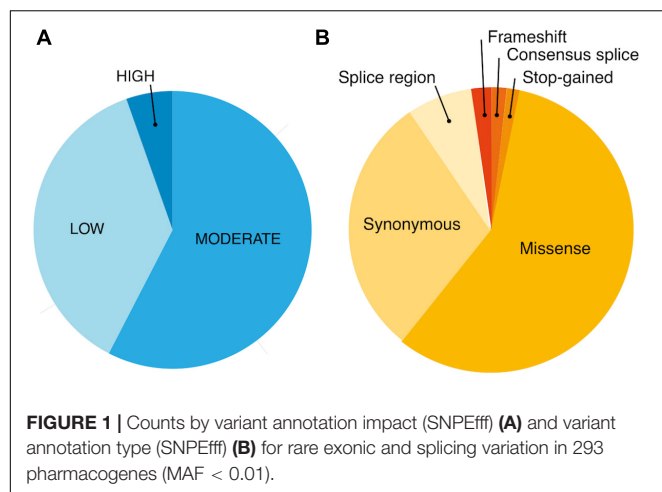 A
HIGH
LOW
MODERATE
B
Frameshift
Consensus splice
Splice region
Stop-gained
Synonymous
Missense
FIGURE 1 | Counts by variant annotation impact (SNPEfff) (A) and variant
annotation type (SNPEfff) (B) for rare exonic and splicing variation in 293
pharmacogenes (MAF < 0.01).